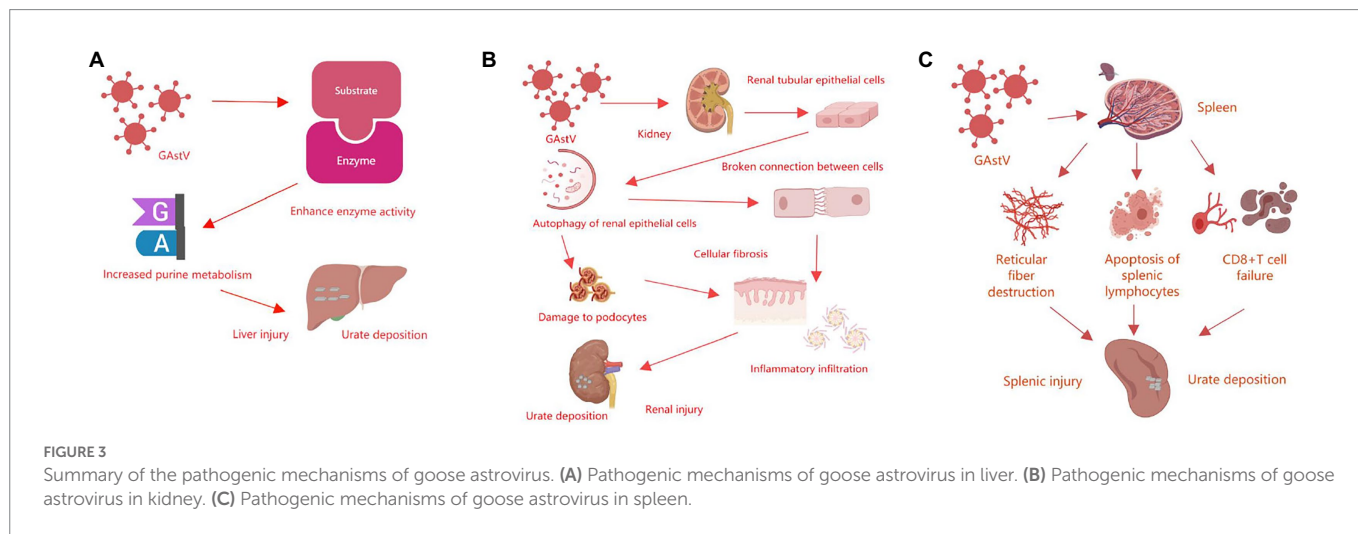 A
GAstV
Substrate
Enzyme
Enhance enzyme activity
G
A
Increased purine metabolism
Liver injury
Urate deposition
B
GAstV
Kidney
Renal tubular epithelial cells
Broken connection between cells
Autophagy of renal epithelial cells
Cellular fibrosis
Damage to podocytes
Inflammatory infiltration
Urate deposition
Renal injury
C
GAstV
Spleen
Reticular
fiber
destruction
Apoptosis of
splenic
lymphocytes
CD8+T cell
failure
Splenic injury
Urate deposition
FIGURE 3
Summary of the pathogenic mechanisms of goose astrovirus. (A) Pathogenic mechanisms of goose astrovirus in liver. (B) Pathogenic mechanisms of goose
astrovirus in kidney. (C) Pathogenic mechanisms of goose astrovirus in spleen.